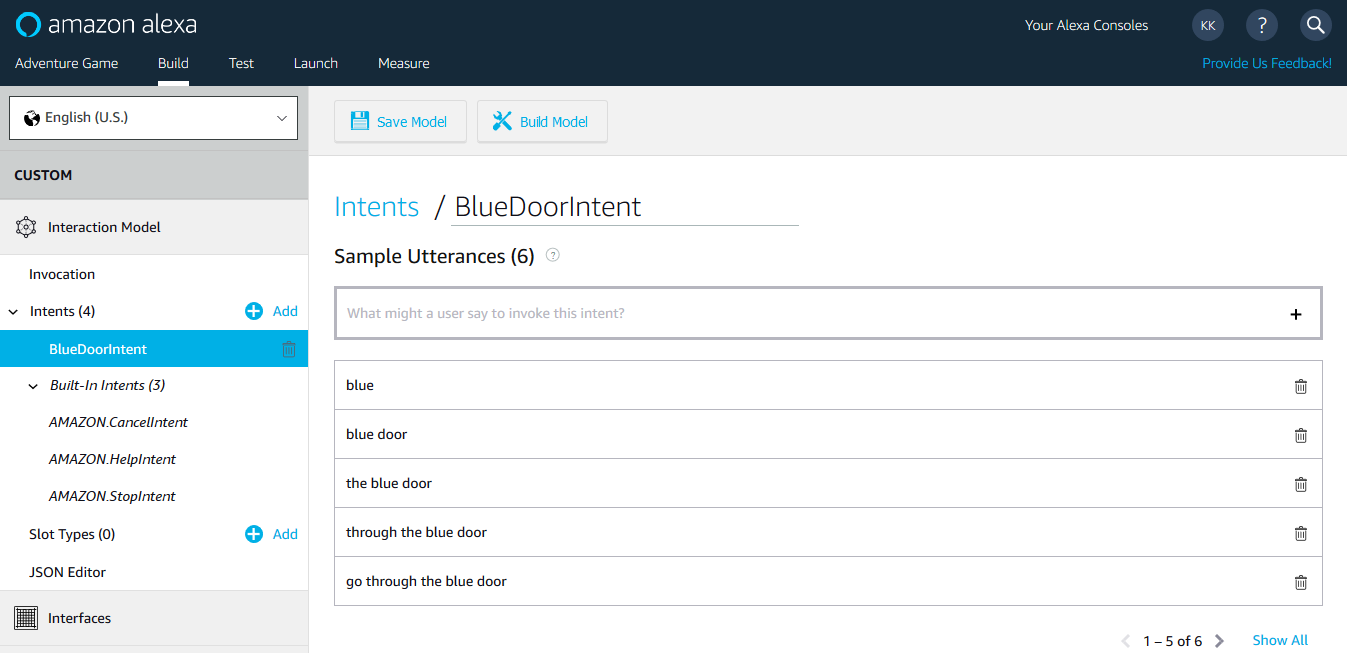 amazon alexa
Your Alexa Consoles KK ?
Adventure Game Build Test Launch Measure Provide Us Feedback!
English (U.S.)
Save Model Build Model
CUSTOM
Interaction Model
Intents / BlueDoorIntent
Sample Utterances (6) ?
Invocation
Intents (4) Add
What might a user say to invoke this intent? +
BlueDoorIntent
Built-In Intents (3)
blue
AMAZON.CancelIntent
blue door
AMAZON.HelpIntent
the blue door
AMAZON.StopIntent
Slot Types (0) Add
through the blue door
JSON Editor
go through the blue door
Interfaces
1 – 5 of 6 Show All